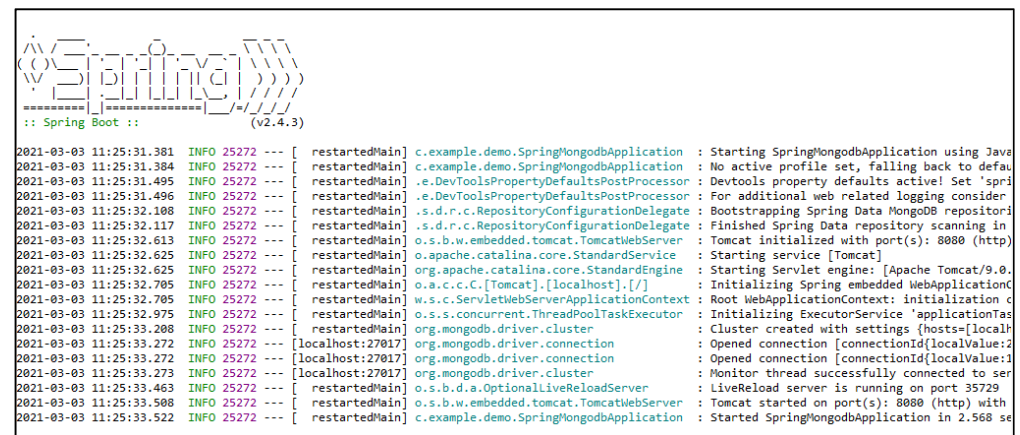 :: Spring Boot :: (v2.4.3)
2021-03-03 11:25:31.381 INFO 25272 --- [ restartedMain] c.example.demo.SpringMongodbApplication : Starting SpringMongodbApplication using Java
2021-03-03 11:25:31.384 INFO 25272 --- [ restartedMain] c.example.demo.SpringMongodbApplication : No active profile set, falling back to defau
2021-03-03 11:25:31.495 INFO 25272 --- [ restartedMain] .e.DevToolsPropertyDefaultsPostProcessor : Devtools property defaults active! Set 'spri
2021-03-03 11:25:31.496 INFO 25272 --- [ restartedMain] .e.DevToolsPropertyDefaultsPostProcessor : For additional web related logging consider
2021-03-03 11:25:32.108 INFO 25272 --- [ restartedMain] .s.d.r.c.RepositoryConfigurationDelegate : Bootstrapping Spring Data MongoDB repositori
2021-03-03 11:25:32.117 INFO 25272 --- [ restartedMain] .s.d.r.c.RepositoryConfigurationDelegate : Finished Spring Data repository scanning in
2021-03-03 11:25:32.613 INFO 25272 --- [ restartedMain] o.s.b.w.embedded.tomcat.TomcatWebServer : Tomcat initialized with port(s): 8080 (http)
2021-03-03 11:25:32.625 INFO 25272 --- [ restartedMain] o.apache.catalina.core.StandardService : Starting service [Tomcat]
2021-03-03 11:25:32.625 INFO 25272 --- [ restartedMain] org.apache.catalina.core.StandardEngine : Starting Servlet engine: [Apache Tomcat/9.0.
2021-03-03 11:25:32.705 INFO 25272 --- [ restartedMain] o.a.c.c.C.[Tomcat].[localhost].[/] : Initializing Spring embedded WebApplicationC
2021-03-03 11:25:32.705 INFO 25272 --- [ restartedMain] w.s.c.ServletWebServerApplicationContext : Root WebApplicationContext: initialization c
2021-03-03 11:25:32.975 INFO 25272 --- [ restartedMain] o.s.s.concurrent.ThreadPoolTaskExecutor : Initializing ExecutorService 'applicationTas
2021-03-03 11:25:33.208 INFO 25272 --- [ restartedMain] org.mongodb.driver.cluster : Cluster created with settings {hosts=[localh
2021-03-03 11:25:33.272 INFO 25272 --- [localhost:27017] org.mongodb.driver.connection : Opened connection [connectionId{localValue:2
2021-03-03 11:25:33.272 INFO 25272 --- [localhost:27017] org.mongodb.driver.connection : Opened connection [connectionId{localValue:1
2021-03-03 11:25:33.273 INFO 25272 --- [localhost:27017] org.mongodb.driver.cluster : Monitor thread successfully connected to ser
2021-03-03 11:25:33.463 INFO 25272 --- [ restartedMain] o.s.b.d.a.OptionalLiveReloadServer : LiveReload server is running on port 35729
2021-03-03 11:25:33.508 INFO 25272 --- [ restartedMain] o.s.b.w.embedded.tomcat.TomcatWebServer : Tomcat started on port(s): 8080 (http) with
2021-03-03 11:25:33.522 INFO 25272 --- [ restartedMain] c.example.demo.SpringMongodbApplication : Started SpringMongodbApplication in 2.568 se